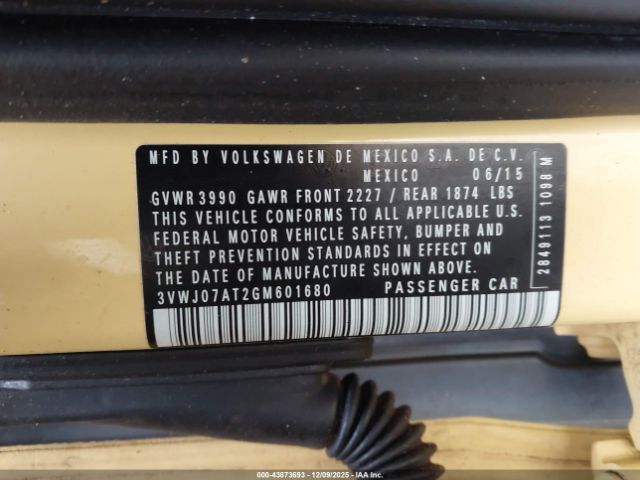 MFD BY VOLKSWAGEN DE MEXICO S.A. DE C.V.
MEXICO 06/15
GVWR 3990 GAWR FRONT 2227 / REAR 1874 LBS
THIS VEHICLE CONFORMS TO ALL APPLICABLE U.S.
FEDERAL MOTOR VEHICLE SAFETY, BUMPER AND
THEFT PREVENTION STANDARDS IN EFFECT ON
THE DATE OF MANUFACTURE.
3VWJ07AT2GM601680 PASSENGER CAR
2849113 1098 M
000-43873693 - 12/09/2025 - IAA Inc.